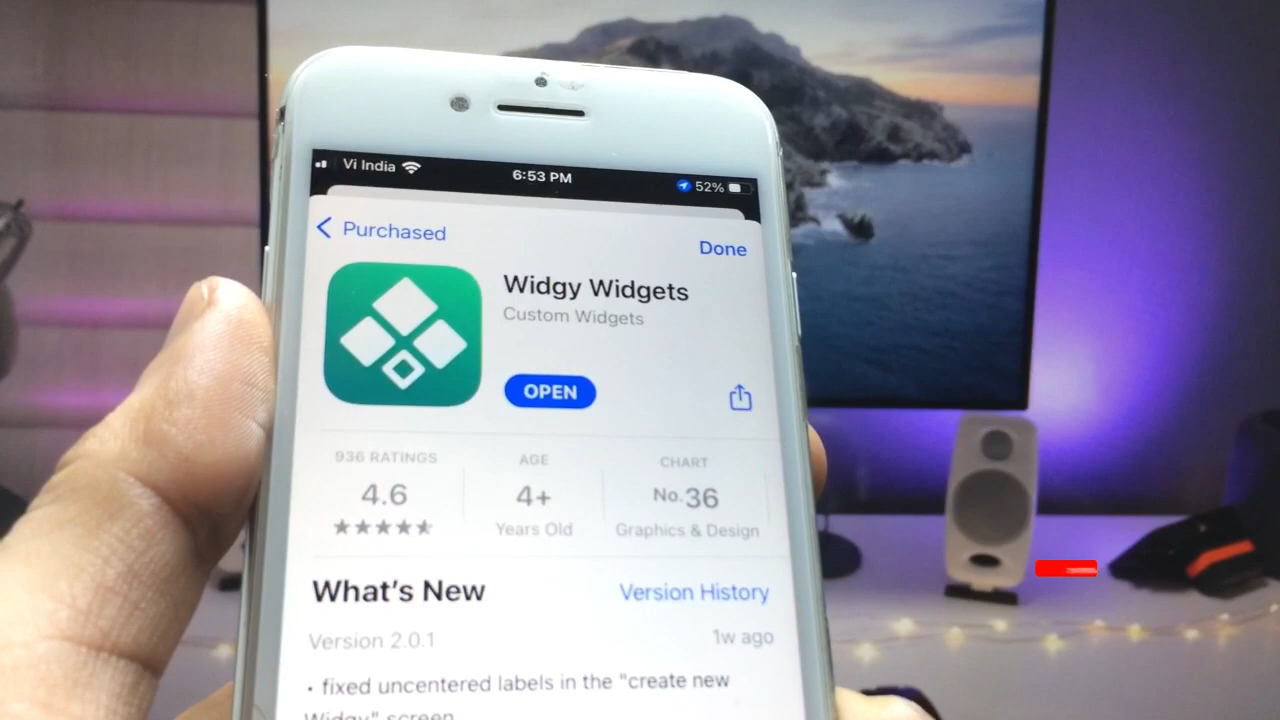 Vi India
6:53 PM
52%
Purchased
Done
Widgy Widgets
Custom Widgets
OPEN
936 RATINGS
AGE
CHART
4.6
4+
No.36
Years Old
Graphics & Design
What's New
Version History
Version 2.0.1
1w ago
• fixed uncentered labels in the "create new
Widgy" screen